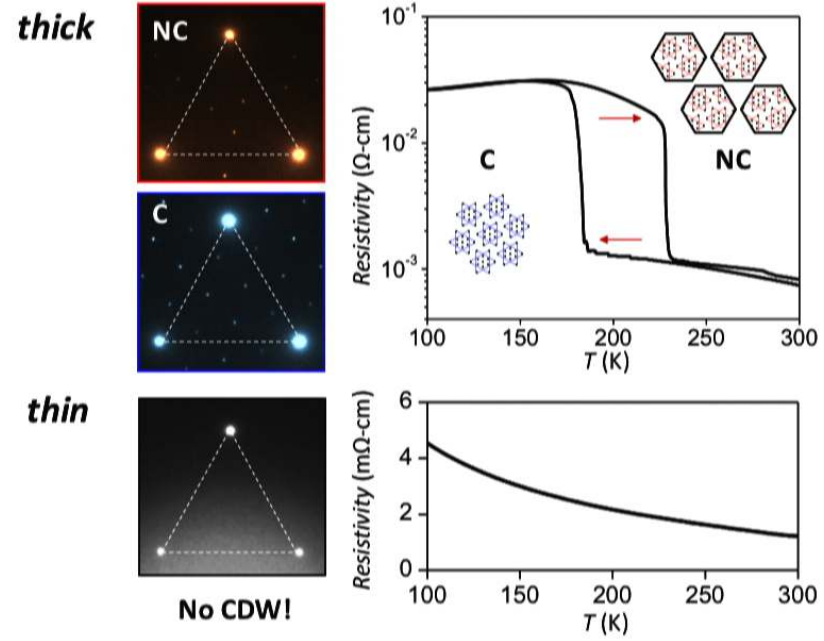 thick
NC
C
10⁻¹
10⁻²
10⁻³
Resistivity (Ω-cm)
C
NC
100 150 200 250 300
T (K)
thin
No CDW!
6
4
2
0
Resistivity (mΩ-cm)
100 150 200 250 300
T (K)